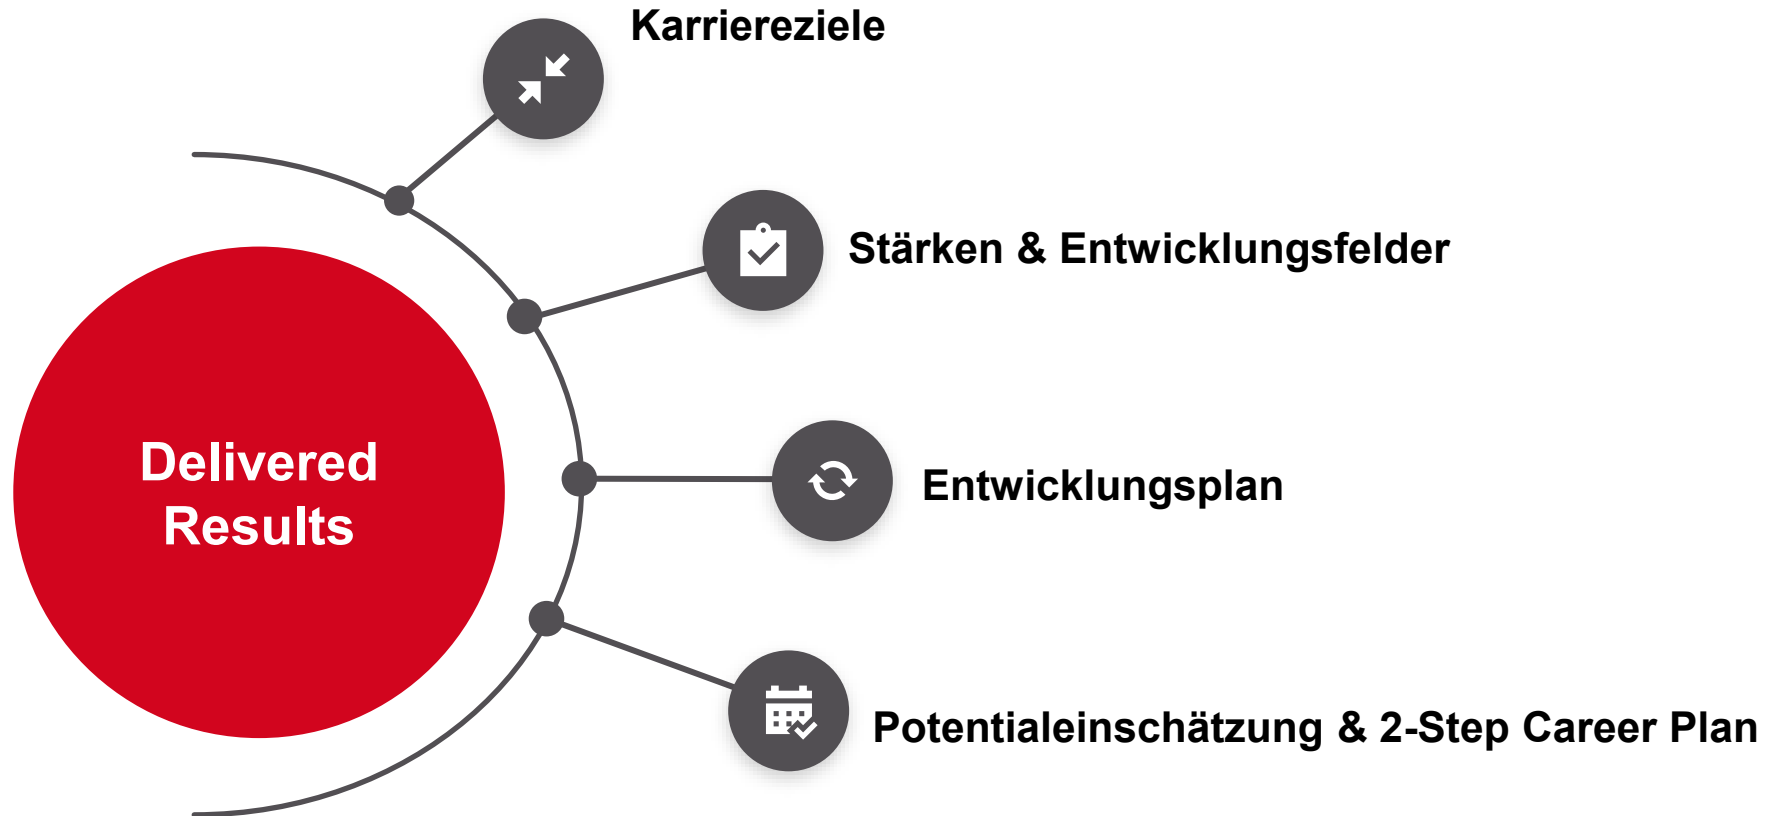 Karriereziele
Stärken & Entwicklungsfelder
Delivered
Results
Entwicklungsplan
Potentialeinschätzung & 2-Step Career Plan